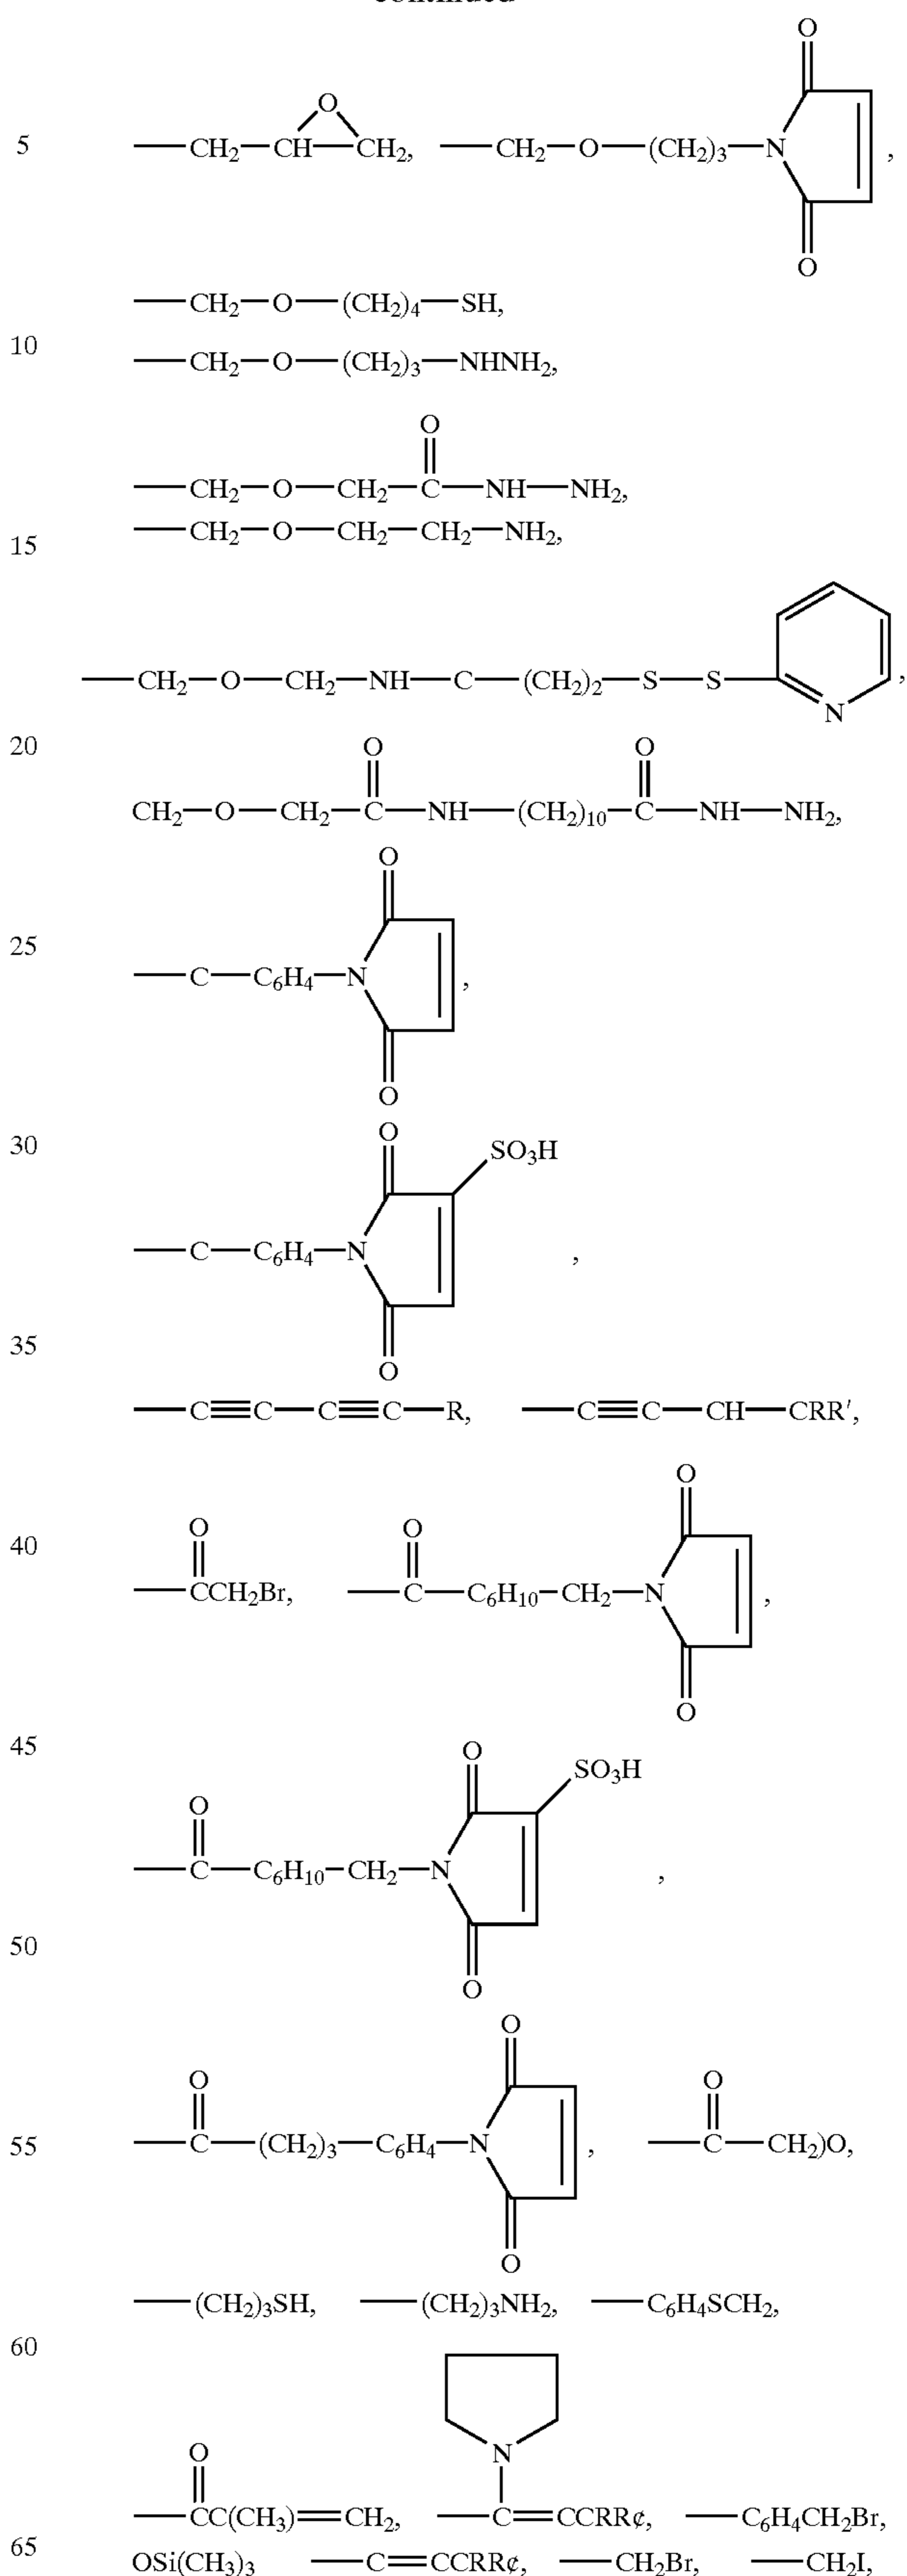 5 —CH₂—CH—CH₂, —CH₂—O—(CH₂)₃—N
O O
O
O
—CH₂—O—(CH₂)₄—SH,
10
—CH₂—O—(CH₂)₃—NHNH₂,
O
—CH₂—O—CH₂—C—NH—NH₂,
—CH₂—O—CH₂—CH₂—NH₂,
15
—CH₂—O—CH₂—NH—C—(CH₂)₂—S—S— N,
20
O O
CH₂—O—CH₂—C—NH—(CH₂)₁₀—C—NH—NH₂,
O
25
—C—C₆H₄—N,
O
30
O SO₃H
—C—C₆H₄—N ,
35
O
—C≡C—C≡C—R, —C≡C—CH—CRR′,
O
40
O O
—CCH₂Br, —C—C₆H₁₀—CH₂—N,
O
45
O SO₃H
O
—C—C₆H₁₀—CH₂—N ,
50
O
O
O O
55 —C—(CH₂)₃—C₆H₄—N, —C—CH₂)O,
O
—(CH₂)₃SH, —(CH₂)₃NH₂, —C₆H₄SCH₂,
60
O N
—CC(CH₃)=CH₂, —C=CCRR¢, —C₆H₄CH₂Br,
65 OSi(CH₃)₃ —C=CCRR¢, —CH₂Br, —CH₂I,